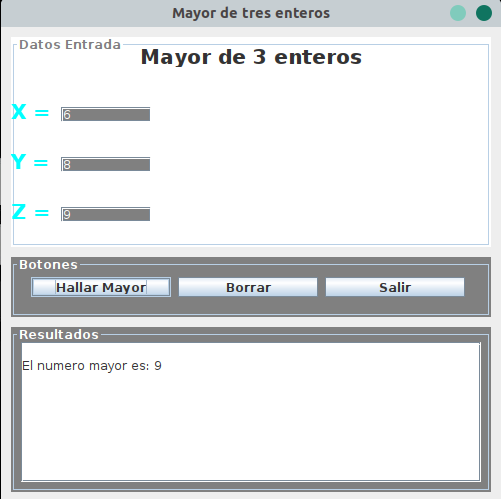 Mayor de tres enteros
Datos Entrada
Mayor de 3 enteros
X = 6
Y = 8
Z = 9
Botones
Hallar Mayor Borrar Salir
Resultados
El numero mayor es: 9